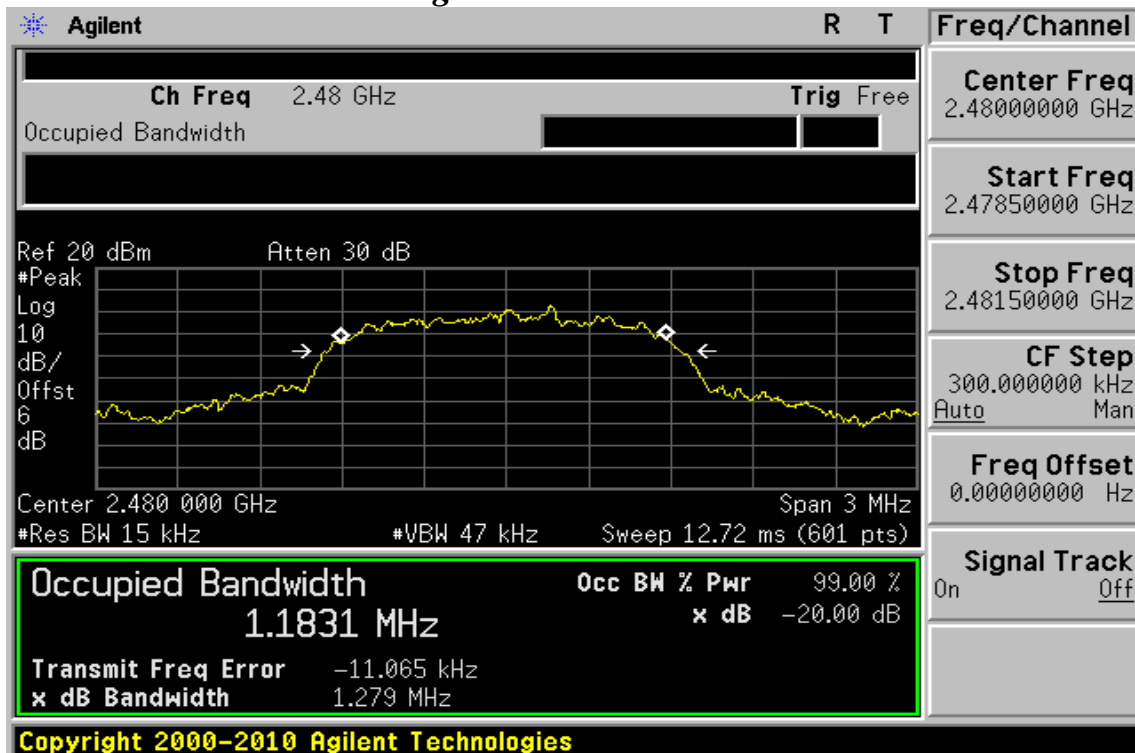 Agilent R T
Freq/Channel
Ch Freq 2.48 GHz Trig Free
Occupied Bandwidth
Center Freq
2.48000000 GHz
Start Freq
2.47850000 GHz
Stop Freq
2.48150000 GHz
CF Step
300.000000 kHz
Auto Man
Freq Offset
0.00000000 Hz
Signal Track
On Off
Ref 20 dBm Atten 30 dB
#Peak
Log
10
dB/
Offst
6
dB
Center 2.480 000 GHz Span 3 MHz
#Res BW 15 kHz #VBW 47 kHz Sweep 12.72 ms (601 pts)
Occupied Bandwidth
1.1831 MHz
Occ BW % Pwr 99.00 %
x dB -20.00 dB
Transmit Freq Error -11.065 kHz
x dB Bandwidth 1.279 MHz
Copyright 2000-2010 Agilent Technologies